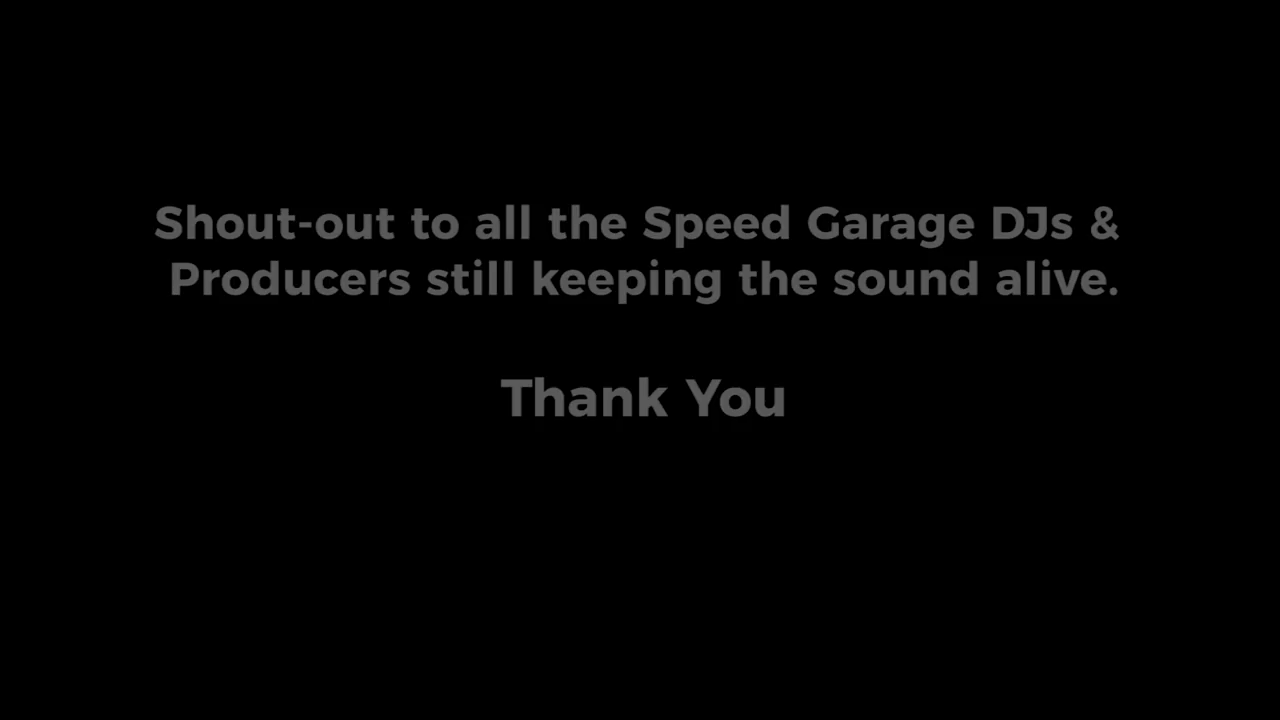 Shout-out to all the Speed Garage DJs &
Producers still keeping the sound alive.
Thank You